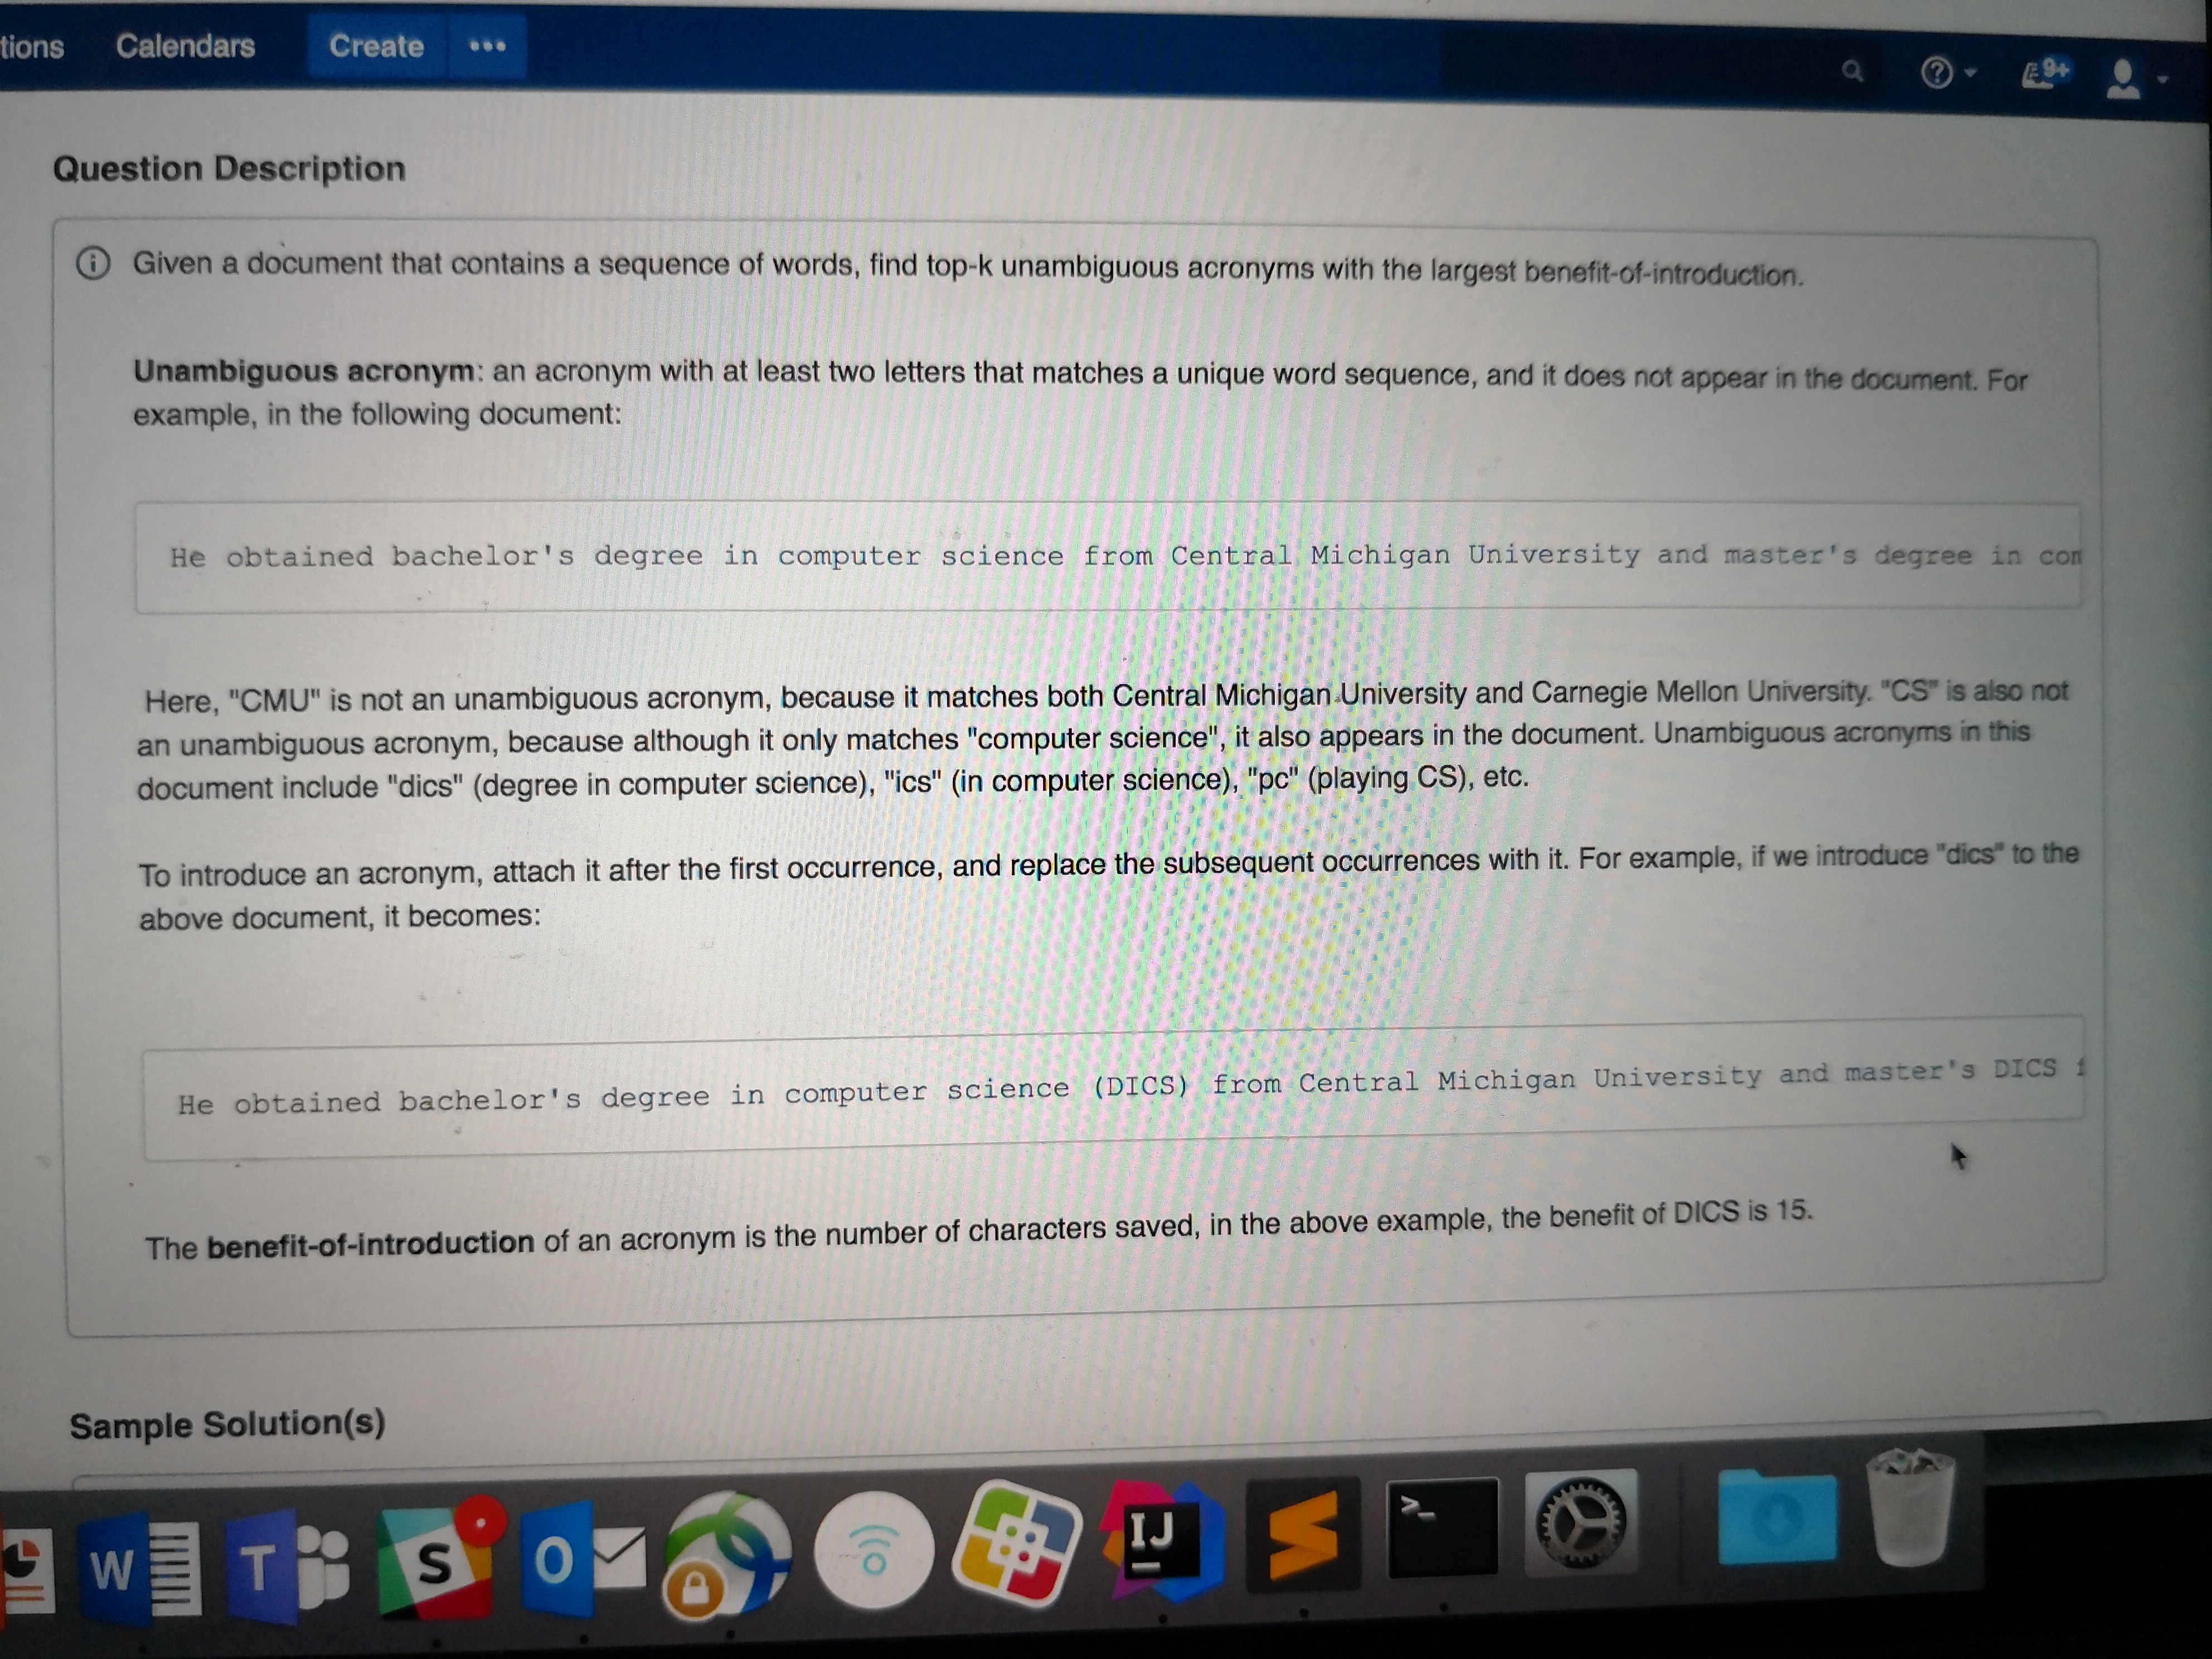 tions Calendars Create •••
9+
Question Description
Given a document that contains a sequence of words, find top-k unambiguous acronyms with the largest benefit-of-introduction.
Unambiguous acronym: an acronym with at least two letters that matches a unique word sequence, and it does not appear in the document. For
example, in the following document:
He obtained bachelor's degree in computer science from Central Michigan University and master's degree in com
Here, "CMU" is not an unambiguous acronym, because it matches both Central Michigan University and Carnegie Mellon University. "CS" is also not
an unambiguous acronym, because although it only matches "computer science", it also appears in the document. Unambiguous acronyms in this
document include "dics" (degree in computer science), "ics" (in computer science), "pc" (playing CS), etc.
To introduce an acronym, attach it after the first occurrence, and replace the subsequent occurrences with it. For example, if we introduce "dics" to the
above document, it becomes:
He obtained bachelor's degree in computer science (DICS) from Central Michigan University and master's DICS f
The benefit-of-introduction of an acronym is the number of characters saved, in the above example, the benefit of DICS is 15.
Sample Solution(s)
W T S O IJ >_